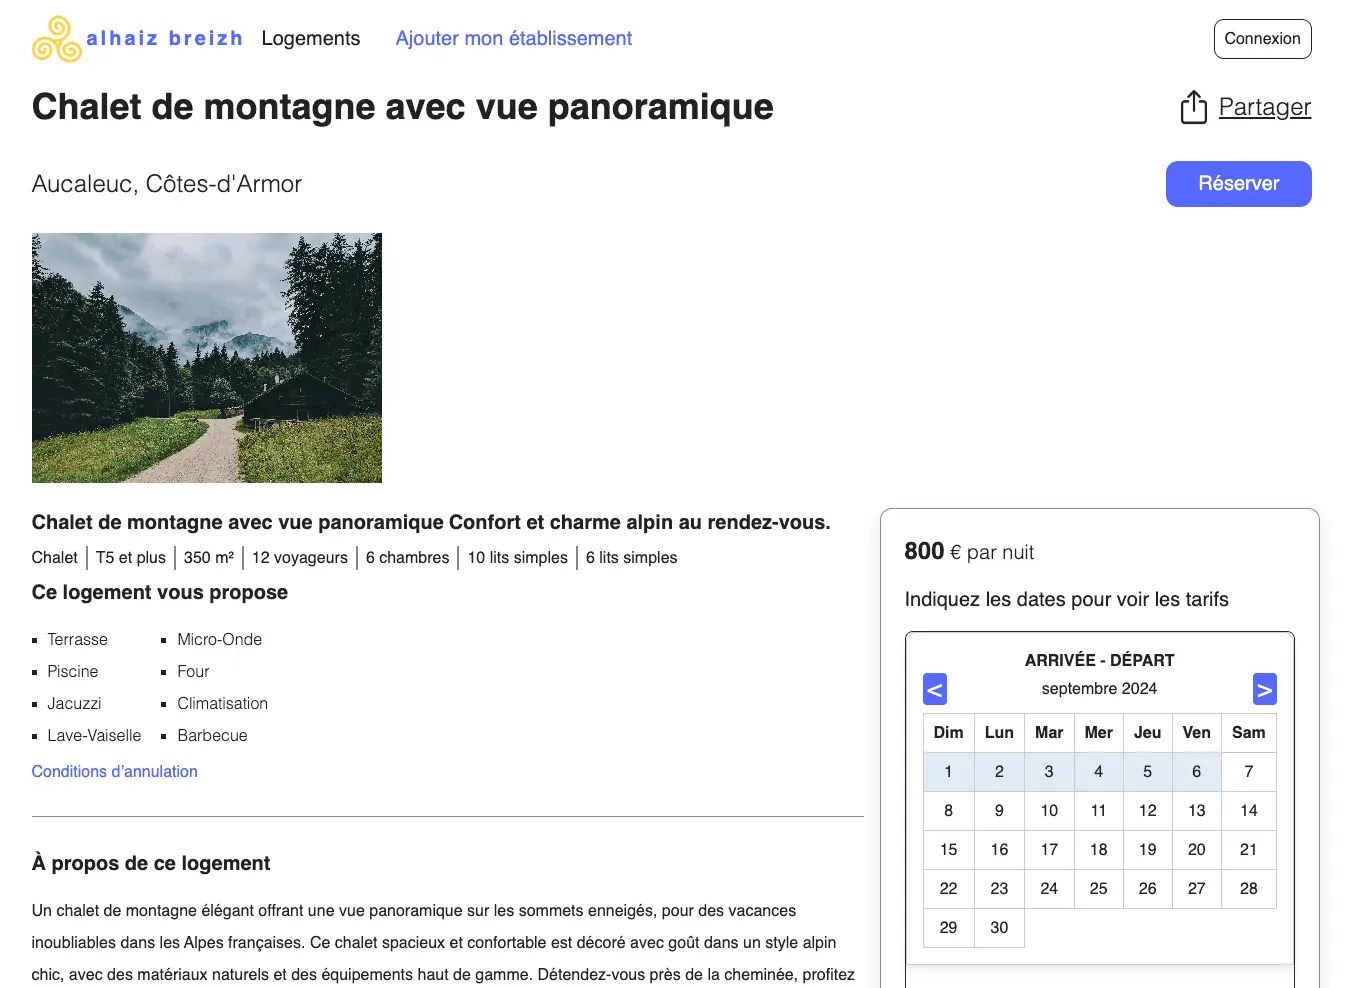 alhaiz breizh Logements Ajouter mon établissement Connexion
Chalet de montagne avec vue panoramique Partager
Aucaleuc, Côtes-d'Armor Réserver
Chalet de montagne avec vue panoramique Confort et charme alpin au rendez-vous.
Chalet T5 et plus 350 m² 12 voyageurs 6 chambres 10 lits simples 6 lits simples
Ce logement vous propose
Terrasse
Piscine
Jacuzzi
Lave-Vaiselle
Micro-Onde
Four
Climatisation
Barbecue
Conditions d’annulation
À propos de ce logement
Un chalet de montagne élégant offrant une vue panoramique sur les sommets enneigés, pour des vacances
inoubliables dans les Alpes françaises. Ce chalet spacieux et confortable est décoré avec goût dans un style alpin
chic, avec des matériaux naturels et des équipements haut de gamme. Détendez-vous près de la cheminée, profitez
800 € par nuit
Indiquez les dates pour voir les tarifs
ARRIVÉE - DÉPART
< septembre 2024 >
Dim Lun Mar Mer Jeu Ven Sam
1 2 3 4 5 6 7
8 9 10 11 12 13 14
15 16 17 18 19 20 21
22 23 24 25 26 27 28
29 30